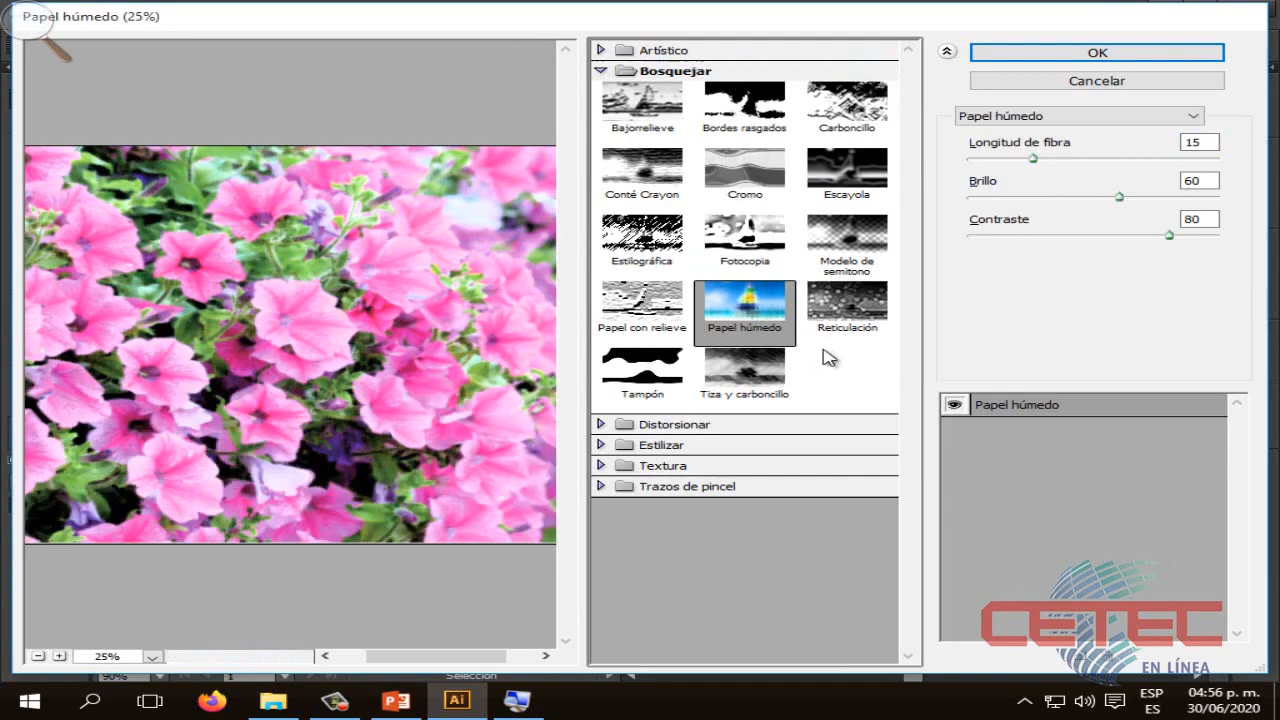 Papel húmedo (25%)
Artístico
Bosquejar
Bajorrelieve
Bordes rasgados
Carboncillo
Conté Crayon
Cromo
Escayola
Estilográfica
Fotocopia
Modelo de
semitono
Papel con relieve
Papel húmedo
Reticulación
Tampón
Tiza y carboncillo
Distorsionar
Estilizar
Textura
Trazos de pincel
OK
Cancelar
Papel húmedo
Longitud de fibra 15
Brillo 60
Contraste 80
Papel húmedo
CETEC
EN LÍNEA
25%
90%
1
Selección
Ai
ESP
ES
04:56 p. m.
30/06/2020